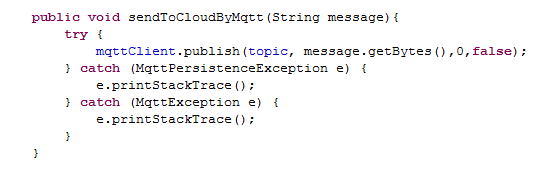 public void sendToCloudByMqtt(String message){
    try {
        mqttClient.publish(topic, message.getBytes(),0,false);
    } catch (MqttPersistenceException e) {
        e.printStackTrace();
    } catch (MqttException e) {
        e.printStackTrace();
    }
}